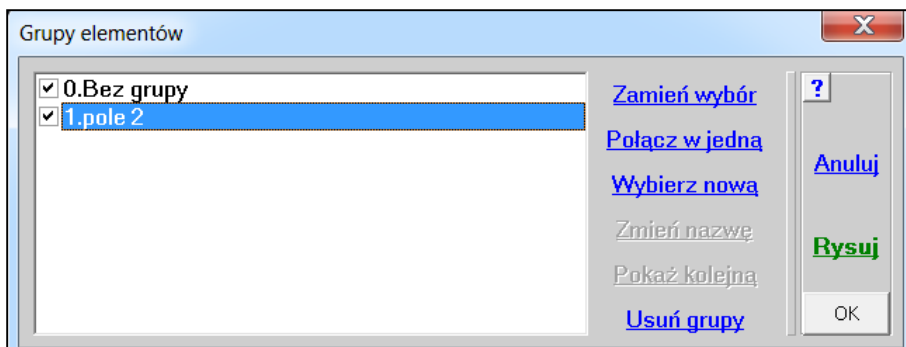 Grupy elementów
X
0.Bez grupy
1.pole 2
Zamień wybór
Połącz w jedną
Wybierz nową
Zmień nazwę
Pokaż kolejną
Usuń grupy
?
Anuluj
Rysuj
OK